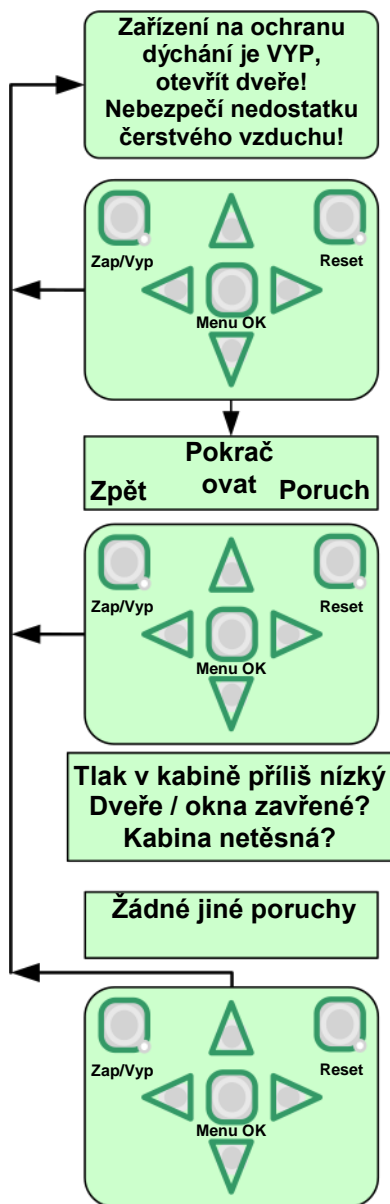 Zařízení na ochranu
dýchání je VYP,
otevřít dveře!
Nebezpečí nedostatku
čerstvého vzduchu!
Zap/Vyp
Reset
Menu OK
Pokrač
ovat
Zpět
Poruch
Zap/Vyp
Reset
Menu OK
Tlak v kabině příliš nízký
Dveře / okna zavřené?
Kabina netěsná?
Žádné jiné poruchy
Zap/Vyp
Reset
Menu OK